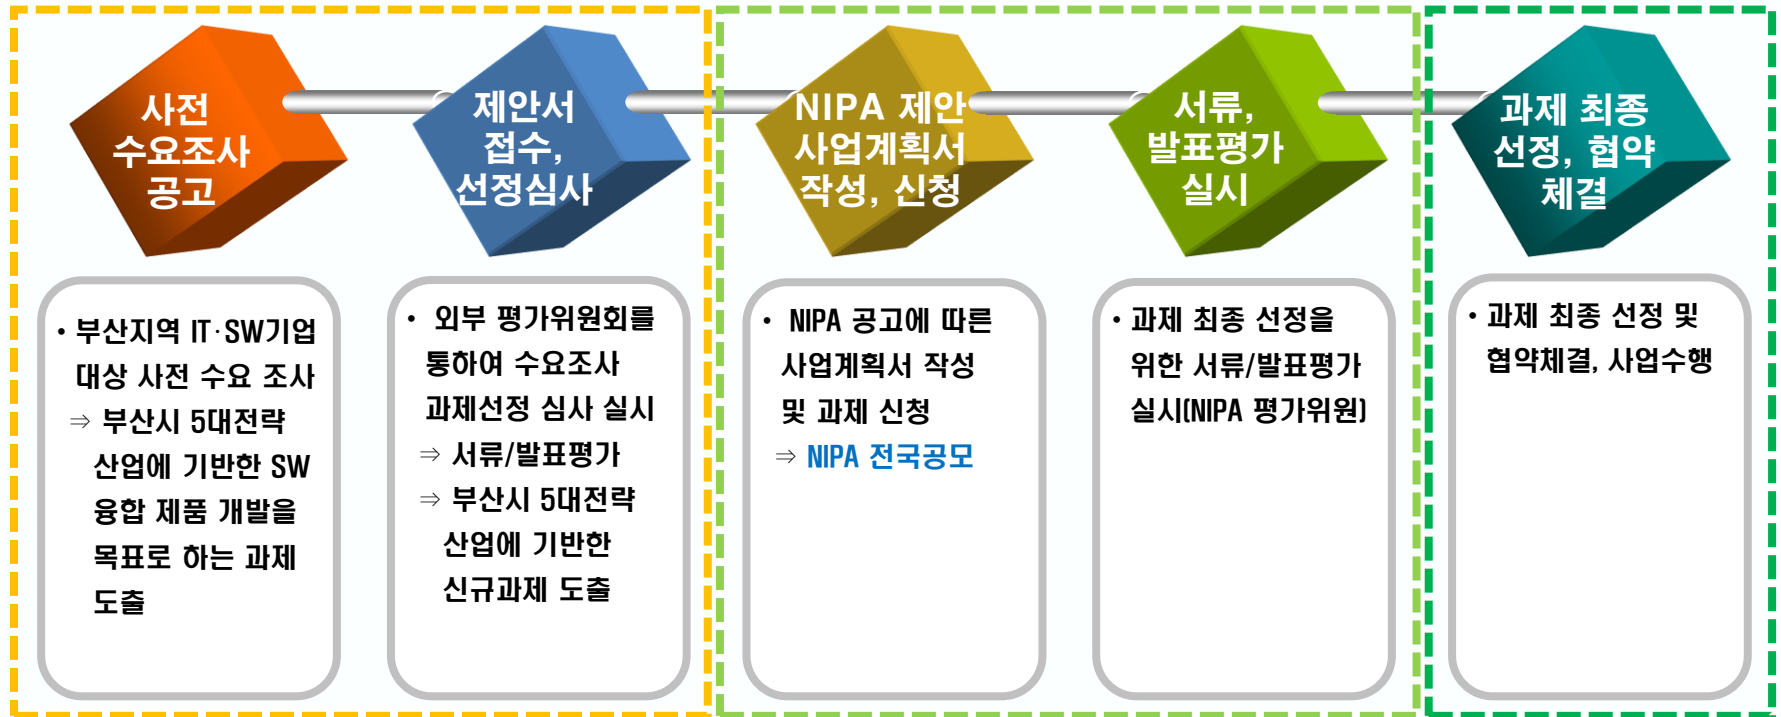 사전
수요조사
공고
제안서
접수,
선정심사
NIPA 제안
사업계획서
작성, 신청
서류,
발표평가
실시
과제 최종
선정, 협약
체결
• 부산지역 IT·SW기업
대상 사전 수요 조사
⇒ 부산시 5대전략
산업에 기반한 SW
융합 제품 개발을
목표로 하는 과제
도출
• 외부 평가위원회를
통하여 수요조사
과제선정 심사 실시
⇒ 서류/발표평가
⇒ 부산시 5대전략
산업에 기반한
신규과제 도출
• NIPA 공고에 따른
사업계획서 작성
및 과제 신청
⇒ NIPA 전국공모
• 과제 최종 선정을
위한 서류/발표평가
실시(NIPA 평가위원)
• 과제 최종 선정 및
협약체결, 사업수행